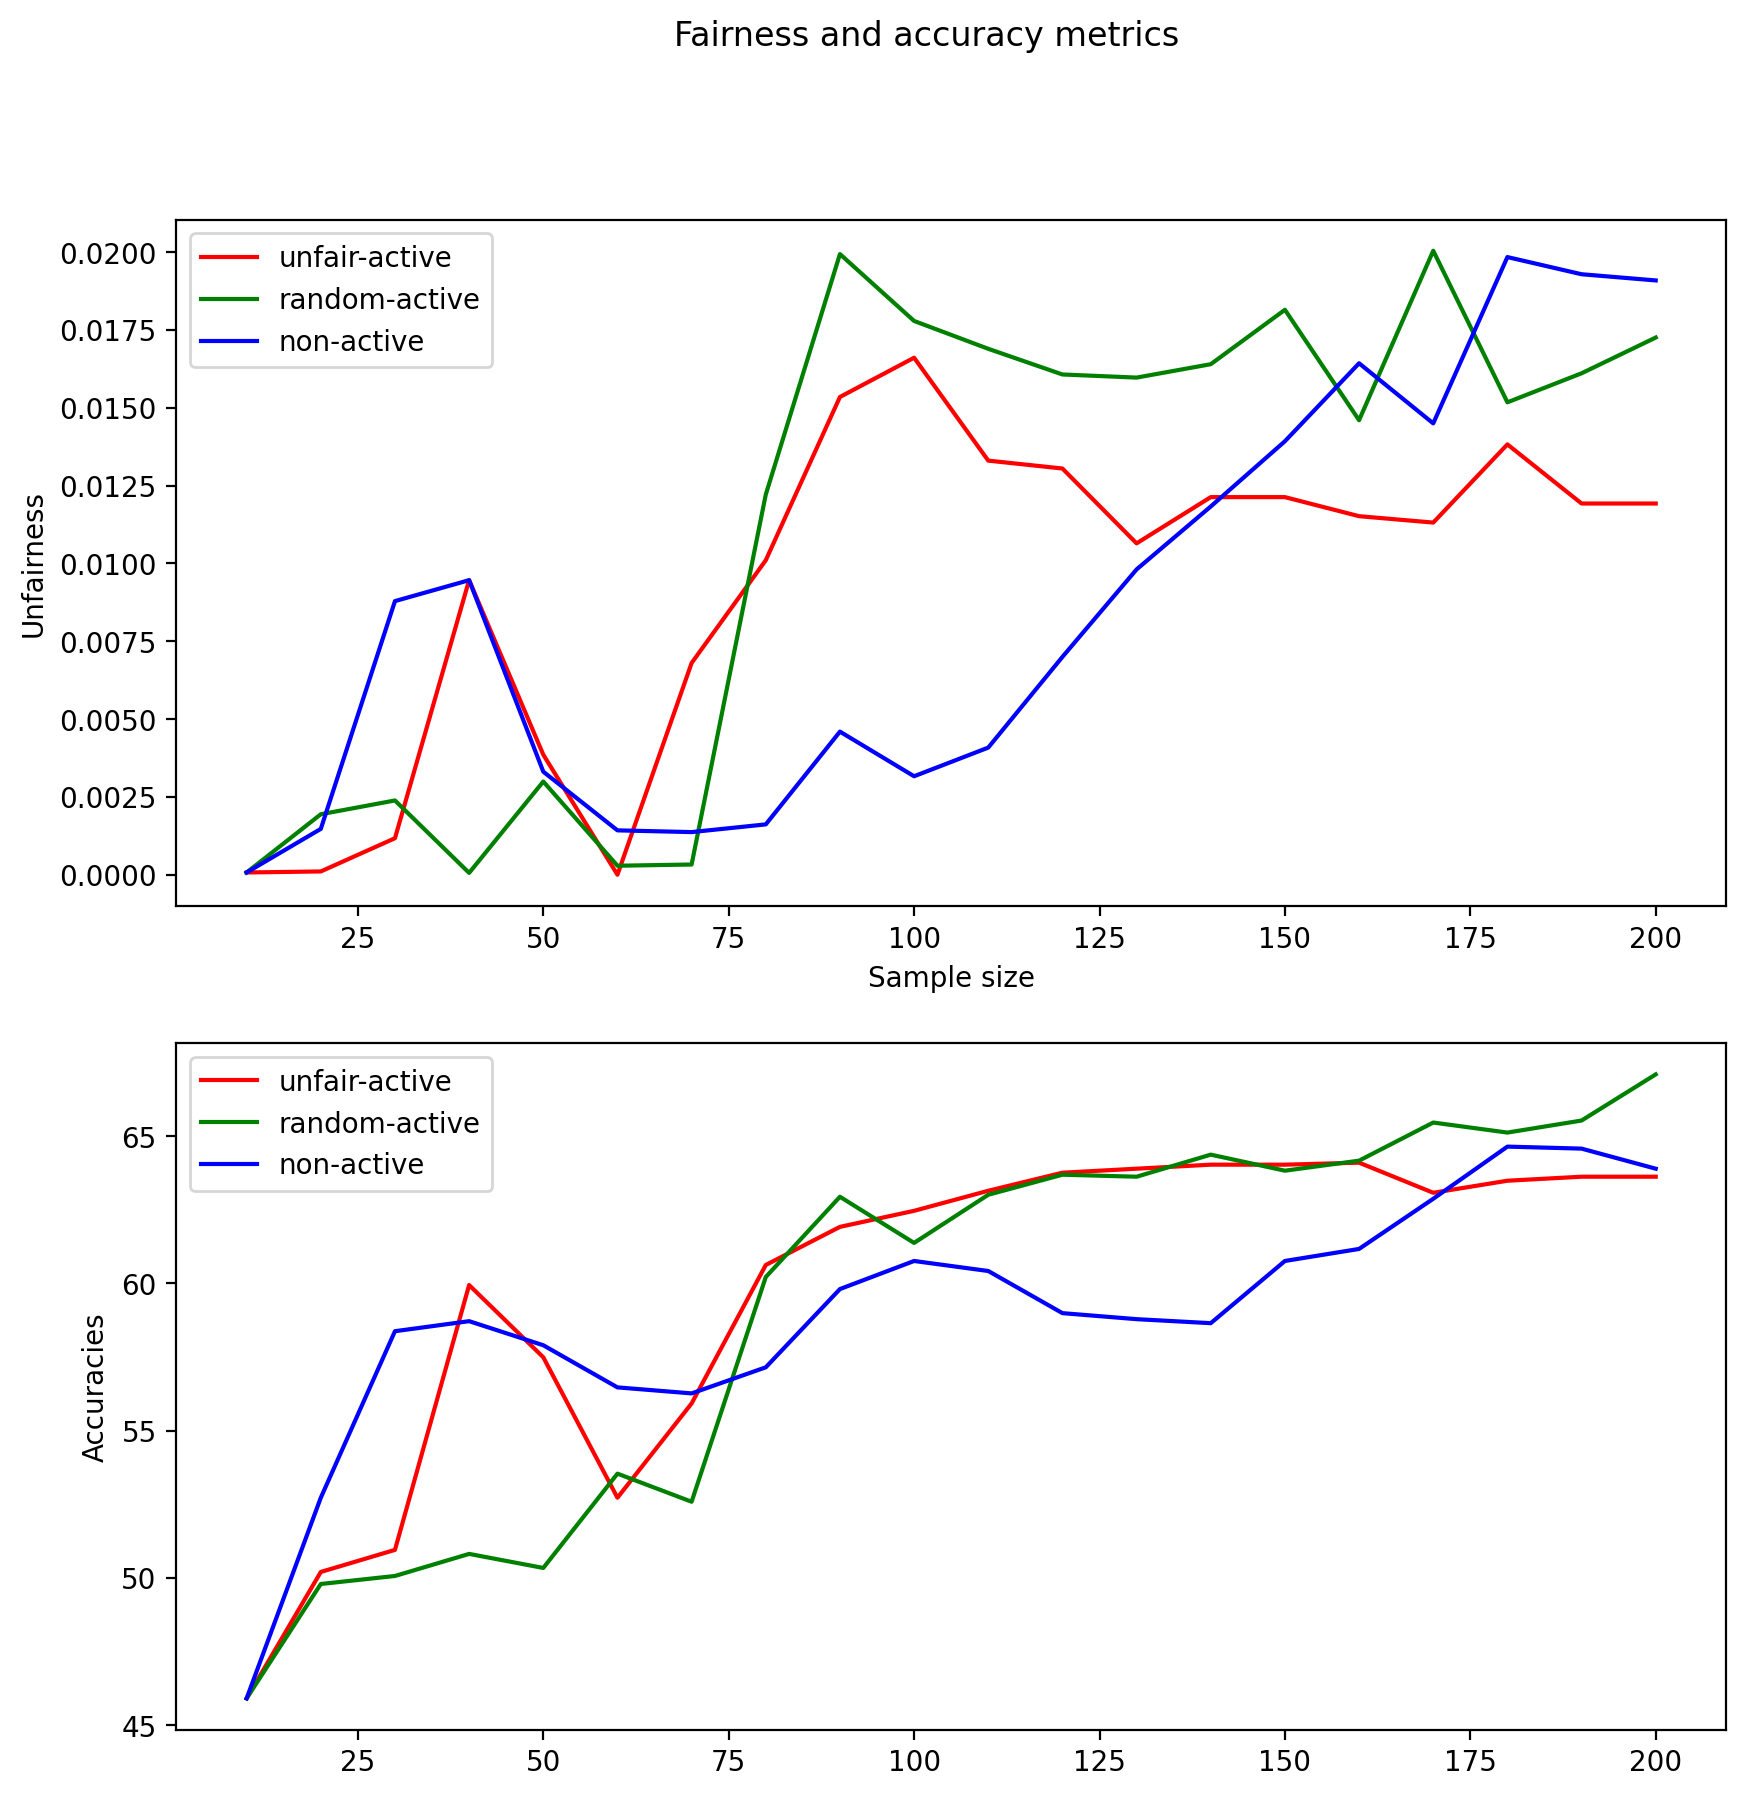 Fairness and accuracy metrics
unfair-active
random-active
non-active
0.0200
0.0175
0.0150
0.0125
0.0100
0.0075
0.0050
0.0025
0.0000
Unfairness
25 50 75 100 125 150 175 200
Sample size
unfair-active
random-active
non-active
65
60
55
50
45
Accuracies
25 50 75 100 125 150 175 200